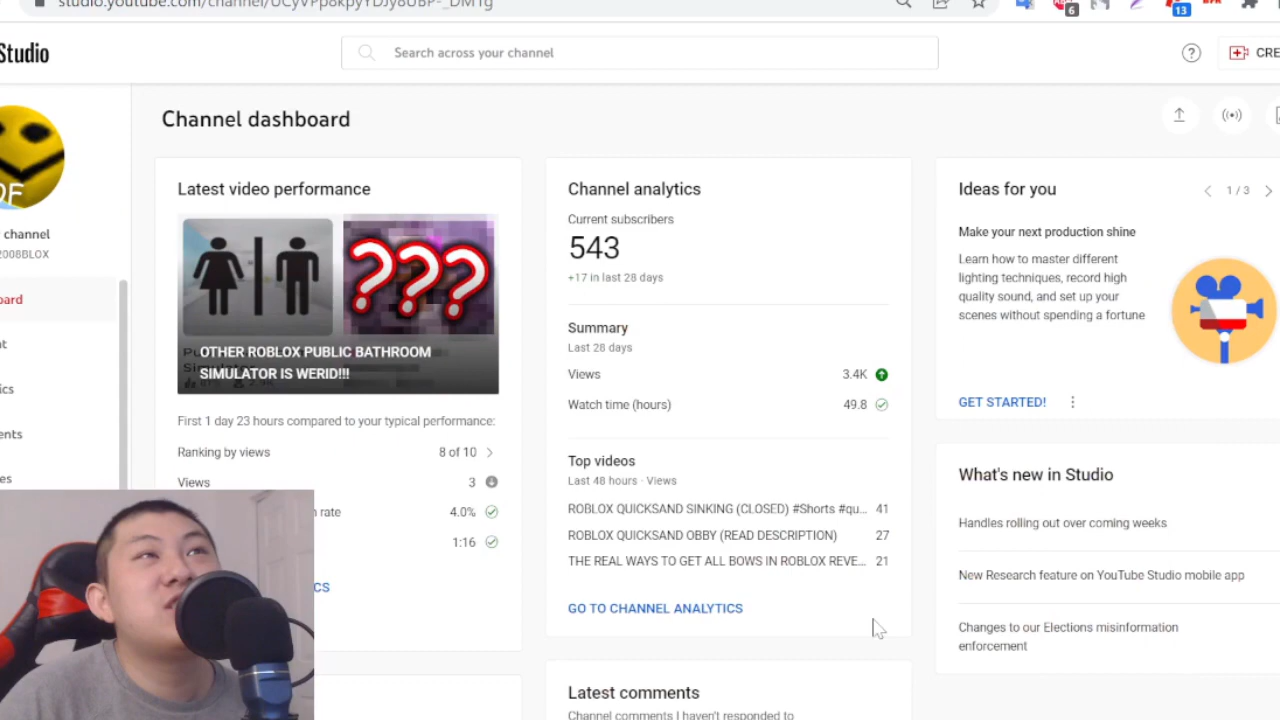 studio.youtube.com/channel/
6
13
Studio
Search across your channel
CRE
Channel dashboard
channel
2008BLOX
Latest video performance
???
OTHER ROBLOX PUBLIC BATHROOM
SIMULATOR IS WERID!!!
First 1 day 23 hours compared to your typical performance:
Ranking by views 8 of 10
Views 3
rate 4.0%
1:16
CS
Channel analytics
Current subscribers
543
+17 in last 28 days
Summary
Last 28 days
Views 3.4K
Watch time (hours) 49.8
Top videos
Last 48 hours · Views
ROBLOX QUICKSAND SINKING (CLOSED) #Shorts #qu... 41
ROBLOX QUICKSAND OBBY (READ DESCRIPTION) 27
THE REAL WAYS TO GET ALL BOWS IN ROBLOX REVE... 21
GO TO CHANNEL ANALYTICS
Latest comments
Channel comments I haven't responded to
Ideas for you
1 / 3
Make your next production shine
Learn how to master different
lighting techniques, record high
quality sound, and set up your
scenes without spending a fortune
GET STARTED!
What's new in Studio
Handles rolling out over coming weeks
New Research feature on YouTube Studio mobile app
Changes to our Elections misinformation
enforcement